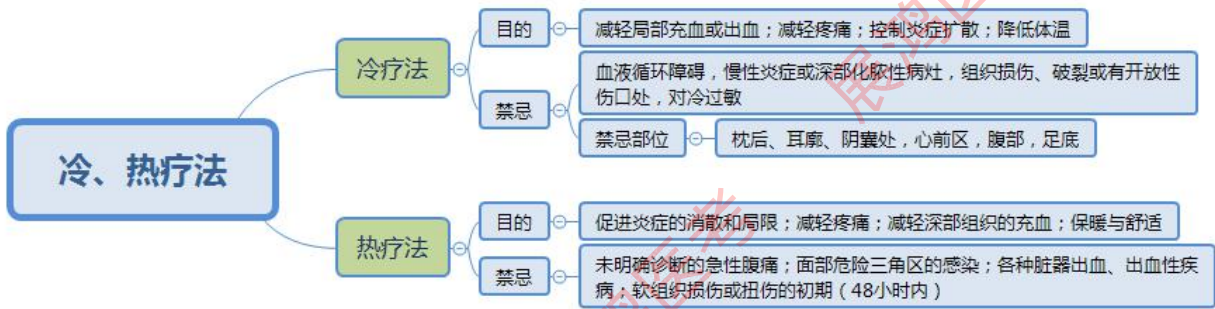 冷、热疗法
冷疗法
目的
减轻局部充血或出血；减轻疼痛；控制炎症扩散；降低体温
禁忌
血液循环障碍，慢性炎症或深部化脓性病灶，组织损伤、破裂或有开放性
伤口处，对冷过敏
禁忌部位
枕后、耳廓、阴囊处，心前区，腹部，足底
热疗法
目的
促进炎症的消散和局限；减轻疼痛；减轻深部组织的充血；保暖与舒适
禁忌
未明确诊断的急性腹痛；面部危险三角区的感染；各种脏器出血、出血性疾
病；软组织损伤或扭伤的初期（48小时内）
展鸿医
鸿医考